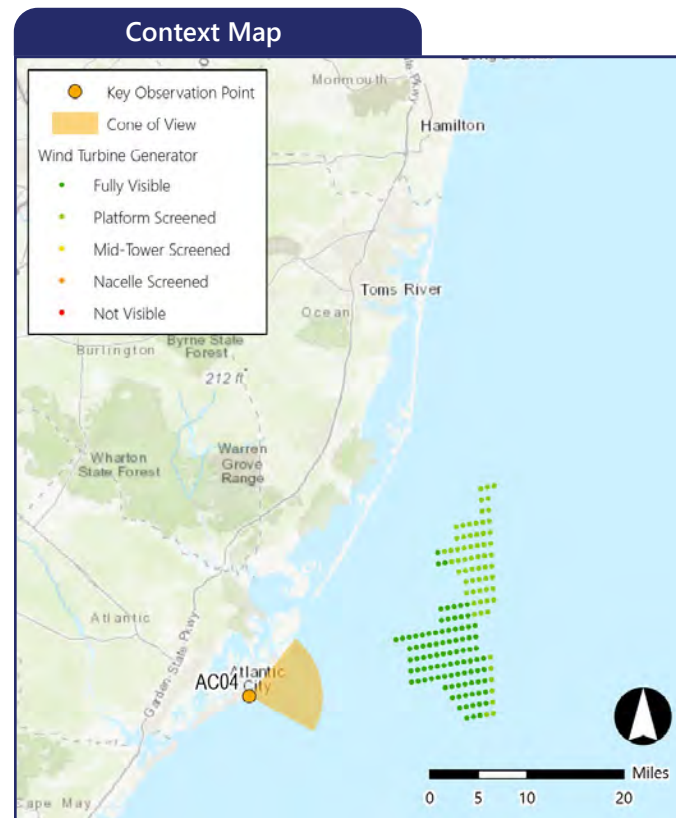 Context Map
Key Observation Point
Cone of View
Wind Turbine Generator
Fully Visible
Platform Screened
Mid-Tower Screened
Nacelle Screened
Not Visible
Monmouth
Hamilton
Toms River
Ocean
Burlington
Byrne State
Forest
212 ft
Wharton
State Forest
Warren
Grove
Range
Atlantic
Garden State Pkwy
AC04
Atlantic
City
Cape May
Miles
0 5 10 20